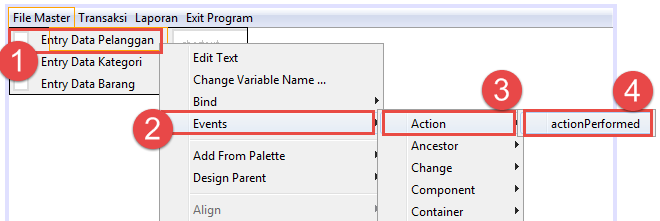 File Master Transaksi Laporan Exit Program
1 Entry Data Pelanggan
Entry Data Kategori
Entry Data Barang
Edit Text
Change Variable Name ...
Bind
2 Events
Add From Palette
Design Parent
Align
3 Action
Ancestor
Change
Component
Container
4 actionPerformed